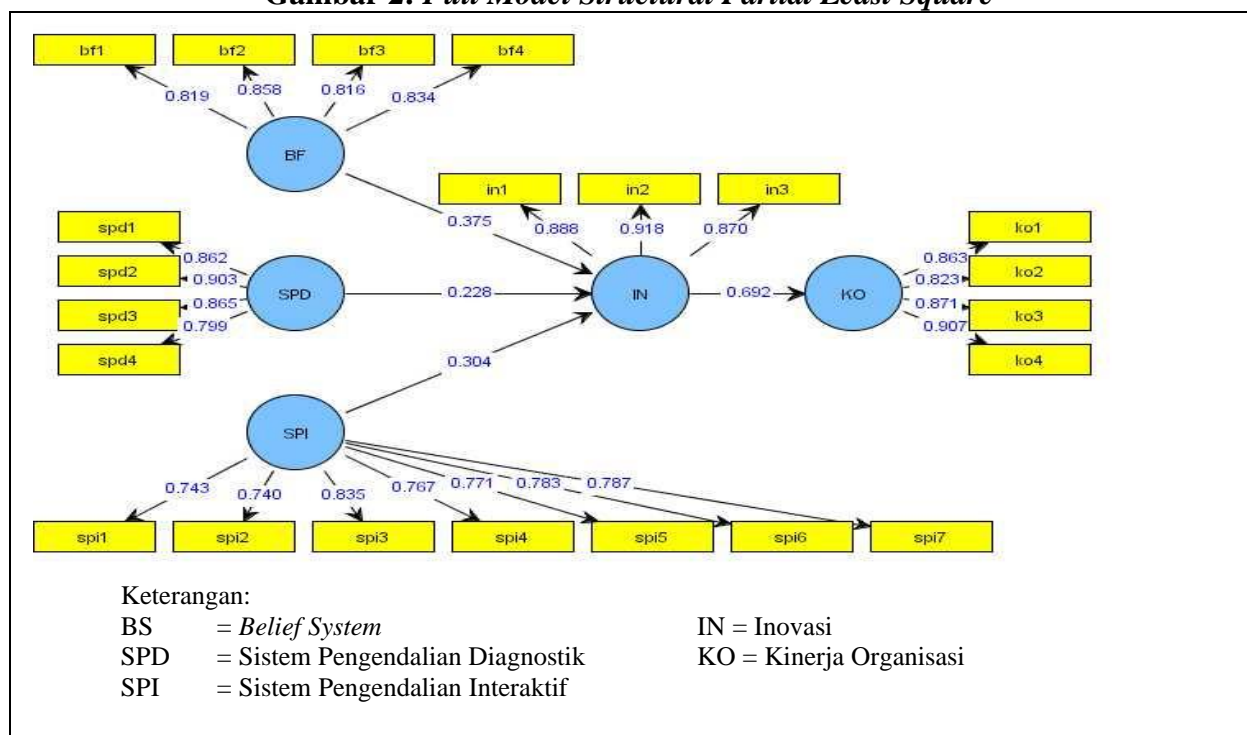 Gambar 2. Full Model Structural Partial Least Square
bf1 bf2 bf3 bf4
0.819 0.858 0.816 0.834
BF
in1 in2 in3
0.375 0.888 0.918 0.870
spd1 ko1
0.862 0.863
spd2 ko2
0.903 0.823
SPD 0.228 IN 0.692 KO
spd3 ko3
0.865 0.871
0.799 0.907
spd4 ko4
0.304
SPI
0.743 0.740 0.835 0.767 0.771 0.783 0.787
spi1 spi2 spi3 spi4 spi5 spi6 spi7
Keterangan:
BS = Belief System IN = Inovasi
SPD = Sistem Pengendalian Diagnostik KO = Kinerja Organisasi
SPI = Sistem Pengendalian Interaktif